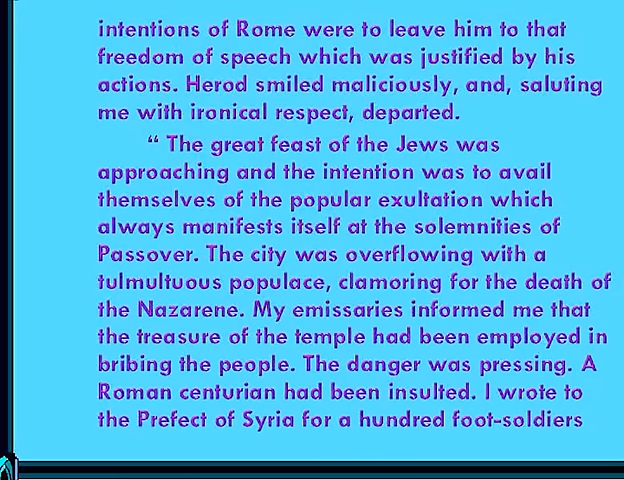 intentions of Rome were to leave him to that
freedom of speech which was justified by his
actions. Herod smiled maliciously, and, saluting
me with ironical respect, departed.
“ The great feast of the Jews was
approaching and the intention was to avail
themselves of the popular exultation which
always manifests itself at the solemnities of
Passover. The city was overflowing with a
tulmultuous populace, clamoring for the death of
the Nazarene. My emissaries informed me that
the treasure of the temple had been employed in
bribing the people. The danger was pressing. A
Roman centurian had been insulted. I wrote to
the Prefect of Syria for a hundred foot-soldiers